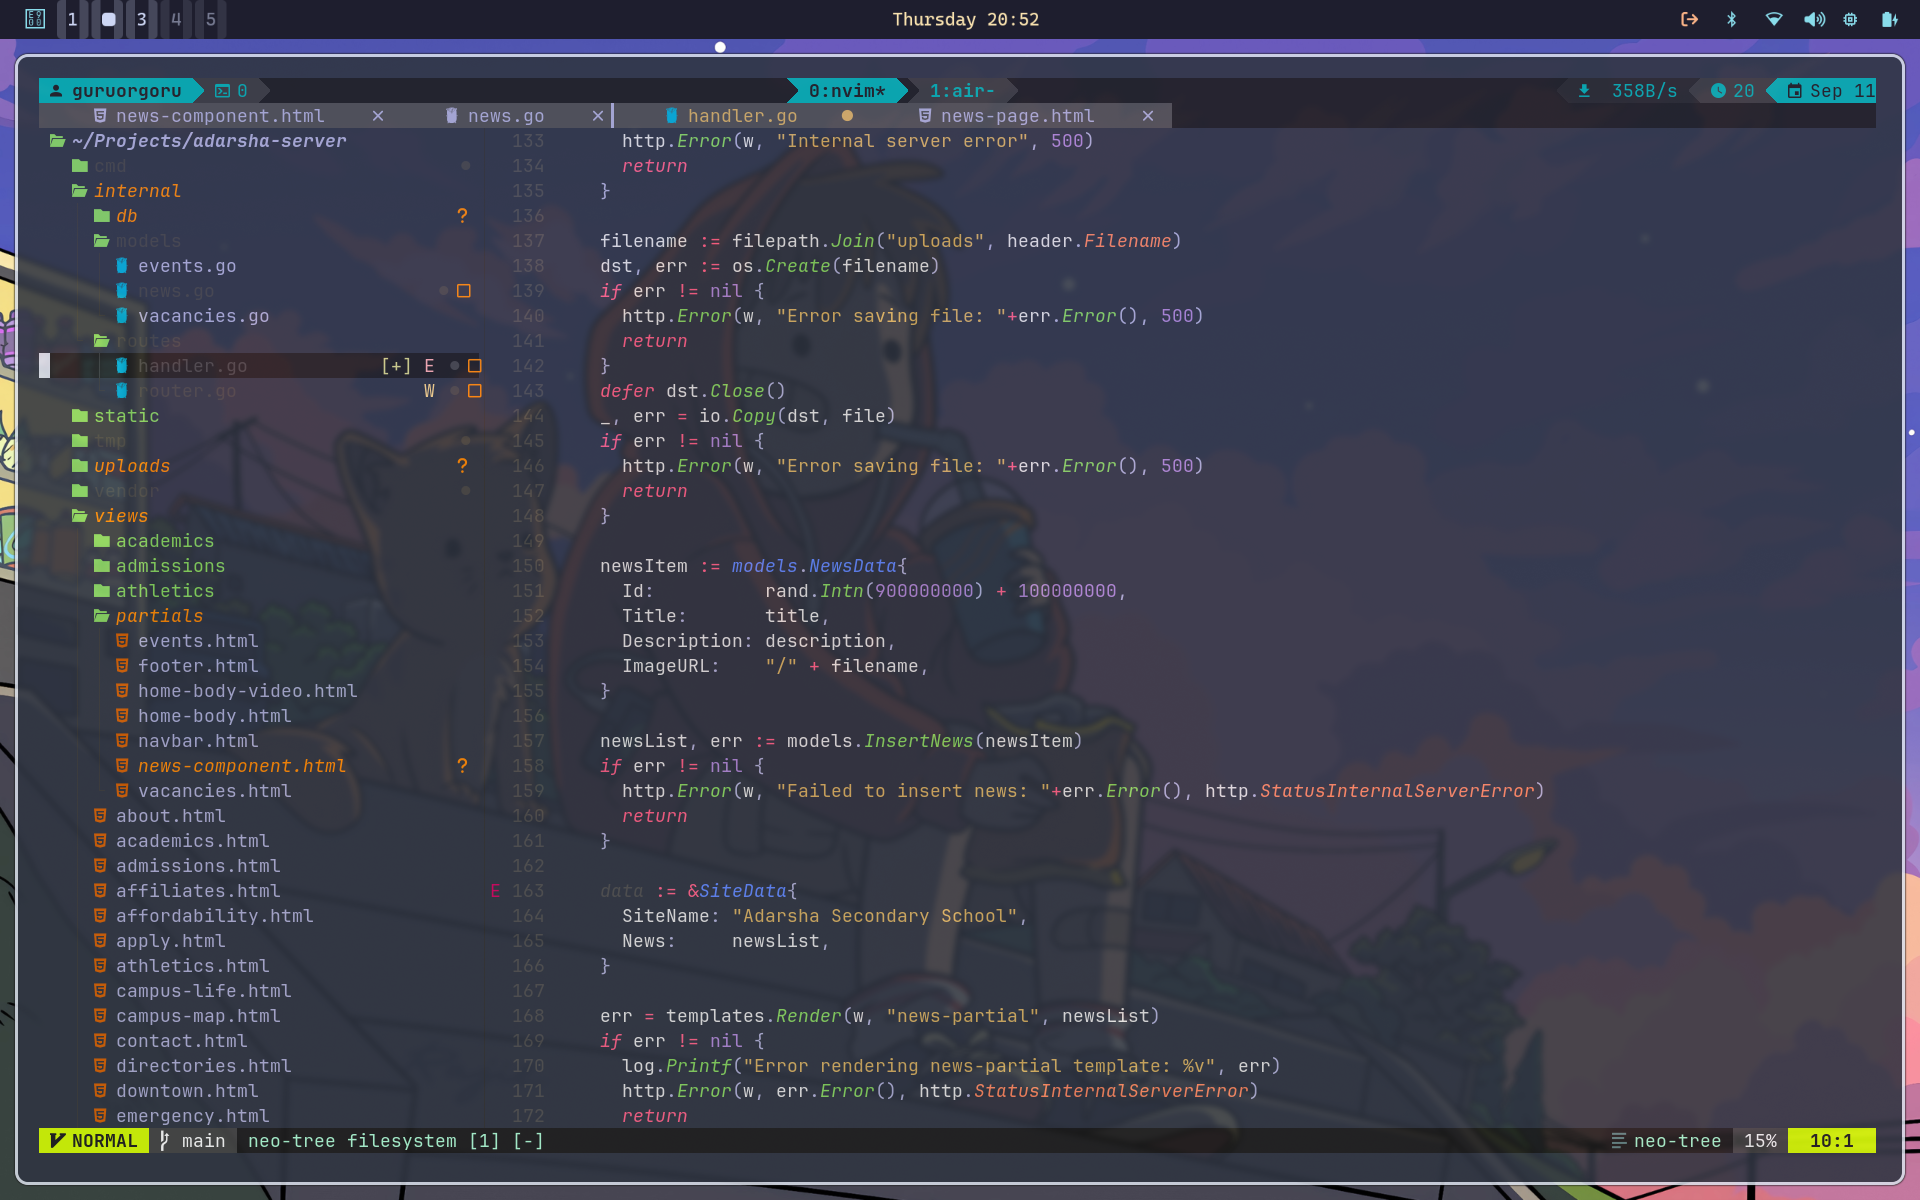 1 3 4 5 Thursday 20:52
guruorgoru 0 0:nvim* 1:air- 358B/s 20 Sep 11
news-component.html × news.go × handler.go news-page.html ×
~/Projects/adarsha-server
cmd
internal
db ?
models
events.go
news.go
vacancies.go
routes
handler.go [+] E
router.go W
static
tmp
uploads ?
vendor
views
academics
admissions
athletics
partials
events.html
footer.html
home-body-video.html
home-body.html
navbar.html
news-component.html ?
vacancies.html
about.html
academics.html
admissions.html
affiliates.html
affordability.html
apply.html
athletics.html
campus-life.html
campus-map.html
contact.html
directories.html
downtown.html
emergency.html
133 http.Error(w, "Internal server error", 500)
134 return
135 }
136
137 filename := filepath.Join("uploads", header.Filename)
138 dst, err := os.Create(filename)
139 if err != nil {
140 http.Error(w, "Error saving file: "+err.Error(), 500)
141 return
142 }
143 defer dst.Close()
144 _, err = io.Copy(dst, file)
145 if err != nil {
146 http.Error(w, "Error saving file: "+err.Error(), 500)
147 return
148 }
149
150 newsItem := models.NewsData{
151 Id: rand.Intn(900000000) + 100000000,
152 Title: title,
153 Description: description,
154 ImageURL: "/" + filename,
155 }
156
157 newsList, err := models.InsertNews(newsItem)
158 if err != nil {
159 http.Error(w, "Failed to insert news: "+err.Error(), http.StatusInternalServerError)
160 return
161 }
162
E 163 data := &SiteData{
164 SiteName: "Adarsha Secondary School",
165 News: newsList,
166 }
167
168 err = templates.Render(w, "news-partial", newsList)
169 if err != nil {
170 log.Printf("Error rendering news-partial template: %v", err)
171 http.Error(w, err.Error(), http.StatusInternalServerError)
172 return
NORMAL main neo-tree filesystem [1] [-] neo-tree 15% 10:1